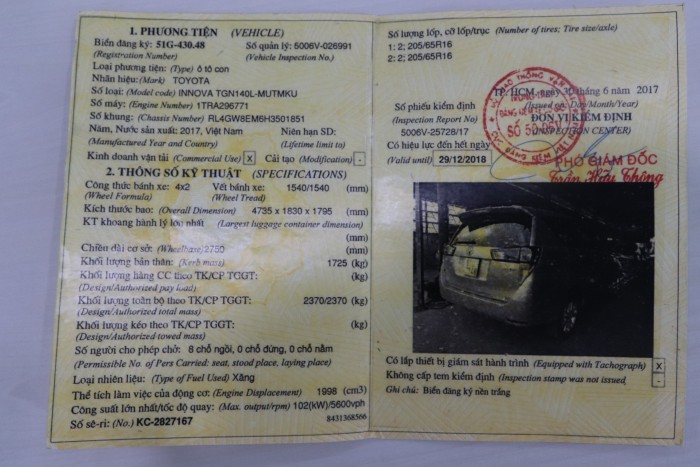 1. PHƯƠNG TIỆN (VEHICLE)
Biển đăng ký: 51G-430.48 Số quản lý: 5006V-026991
(Registration Number) (Vehicle Inspection No.)
Loại phương tiện: (Type) ô tô con
Nhãn hiệu: (Mark) TOYOTA
Số loại: (Model code) INNOVA TGN140L-MUTMKU
Số máy: (Engine Number) 1TRA296771
Số khung: (Chassis Number) RL4GW8EM6H3501851
Năm, Nước sản xuất: 2017, Việt Nam Niên hạn SD:
(Manufactured Year and Country) (Lifetime limit to)
Kinh doanh vận tải (Commercial Use) X Cải tạo (Modification) -
2. THÔNG SỐ KỸ THUẬT (SPECIFICATIONS)
Công thức bánh xe: 4x2 Vết bánh xe: 1540/1540 (mm)
(Wheel Formula) (Wheel Tread)
Kích thước bao: (Overall Dimension) 4735 x 1830 x 1795 (mm)
KT khoang hành lý lớn nhất (Largest luggage container dimension)
(mm)
Chiều dài cơ sở: (Wheelbase) 2750 (mm)
Khối lượng bản thân: (Kerb mass) 1725 (kg)
Khối lượng hàng CC theo TK/CP TGGT: (kg)
(Design/Authorized pay load)
Khối lượng toàn bộ theo TK/CP TGGT: 2370/2370 (kg)
(Design/Authorized total mass)
Khối lượng kéo theo TK/CP TGGT: (kg)
(Design/Authorized towed mass)
Số người cho phép chở: 8 chỗ ngồi, 0 chỗ đứng, 0 chỗ nằm
(Permissible No. of Pers Carried: seat, stood place, laying place)
Loại nhiên liệu: (Type of Fuel Used) Xăng
Thể tích làm việc của động cơ: (Engine Displacement) 1998 (cm3)
Công suất lớn nhất/tốc độ quay: (Max. output/rpm) 102(kW)/5600vph
Số sê-ri: (No.) KC-2827167 8431368566
Số lượng lốp, cỡ lốp/trục (Number of tires: Tire size/axle)
1: 2; 205/65R16
2: 2; 205/65R16
TP. HCM, ngày 30 tháng 6 năm 2017
(Issued on: Day/Month/Year)
Số phiếu kiểm định ĐƠN VỊ KIỂM ĐỊNH
(Inspection Report No) (INSPECTION CENTER)
5006V-25728/17
Có hiệu lực đến hết ngày
(Valid until) 29/12/2018 PHÓ GIÁM ĐỐC
Trần Hữu Thông
Có lắp thiết bị giám sát hành trình (Equipped with Tachograph) X
Không cấp tem kiểm định (Inspection stamp was not issued) -
Ghi chú: Biển đăng ký nền trắng